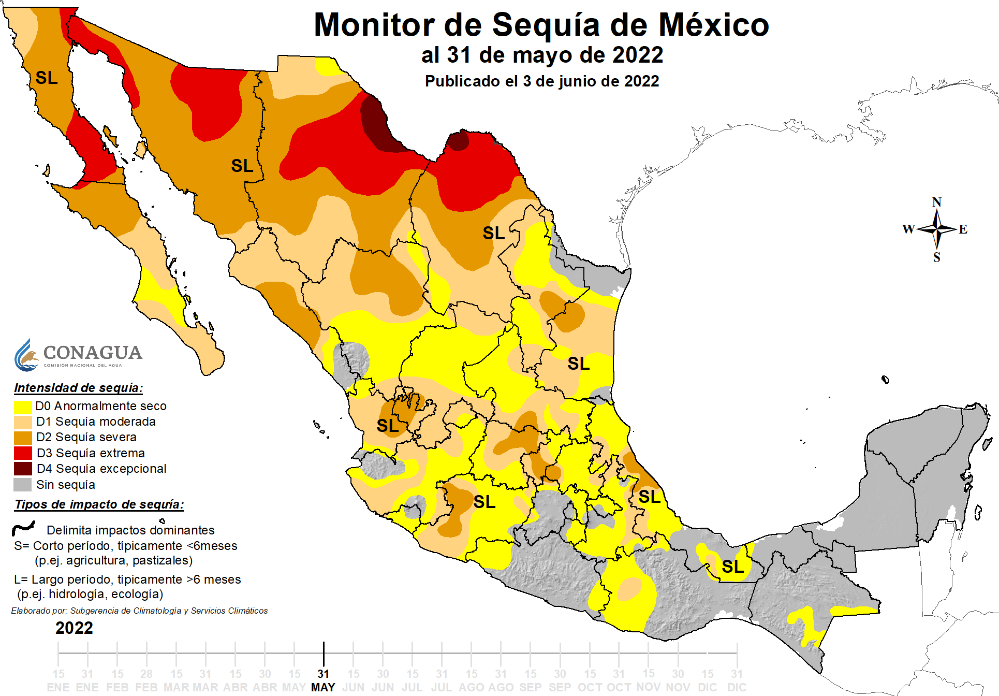 Monitor de Sequía de México
al 31 de mayo de 2022
Publicado el 3 de junio de 2022
SL
SL
SL
SL
SL
SL
SL
SL
N
W E
S
CONAGUA
COMISIÓN NACIONAL DEL AGUA
Intensidad de sequía:
D0 Anormalmente seco
D1 Sequía moderada
D2 Sequía severa
D3 Sequía extrema
D4 Sequía excepcional
Sin sequía
Tipos de impacto de sequía:
Delimita impactos dominantes
S= Corto período, típicamente <6meses
(p.ej. agricultura, pastizales)
L= Largo período, típicamente >6 meses
(p.ej. hidrología, ecología)
Elaborado por: Subgerencia de Climatología y Servicios Climáticos
2022
15 31 15 28 15 31 15 30 15 31 15 30 15 31 15 31 15 30 15 31 15 30 15 31
ENE ENE FEB FEB MAR MAR ABR ABR MAY MAY JUN JUN JUL JUL AGO AGO SEP SEP OCT OCT NOV NOV DIC DIC